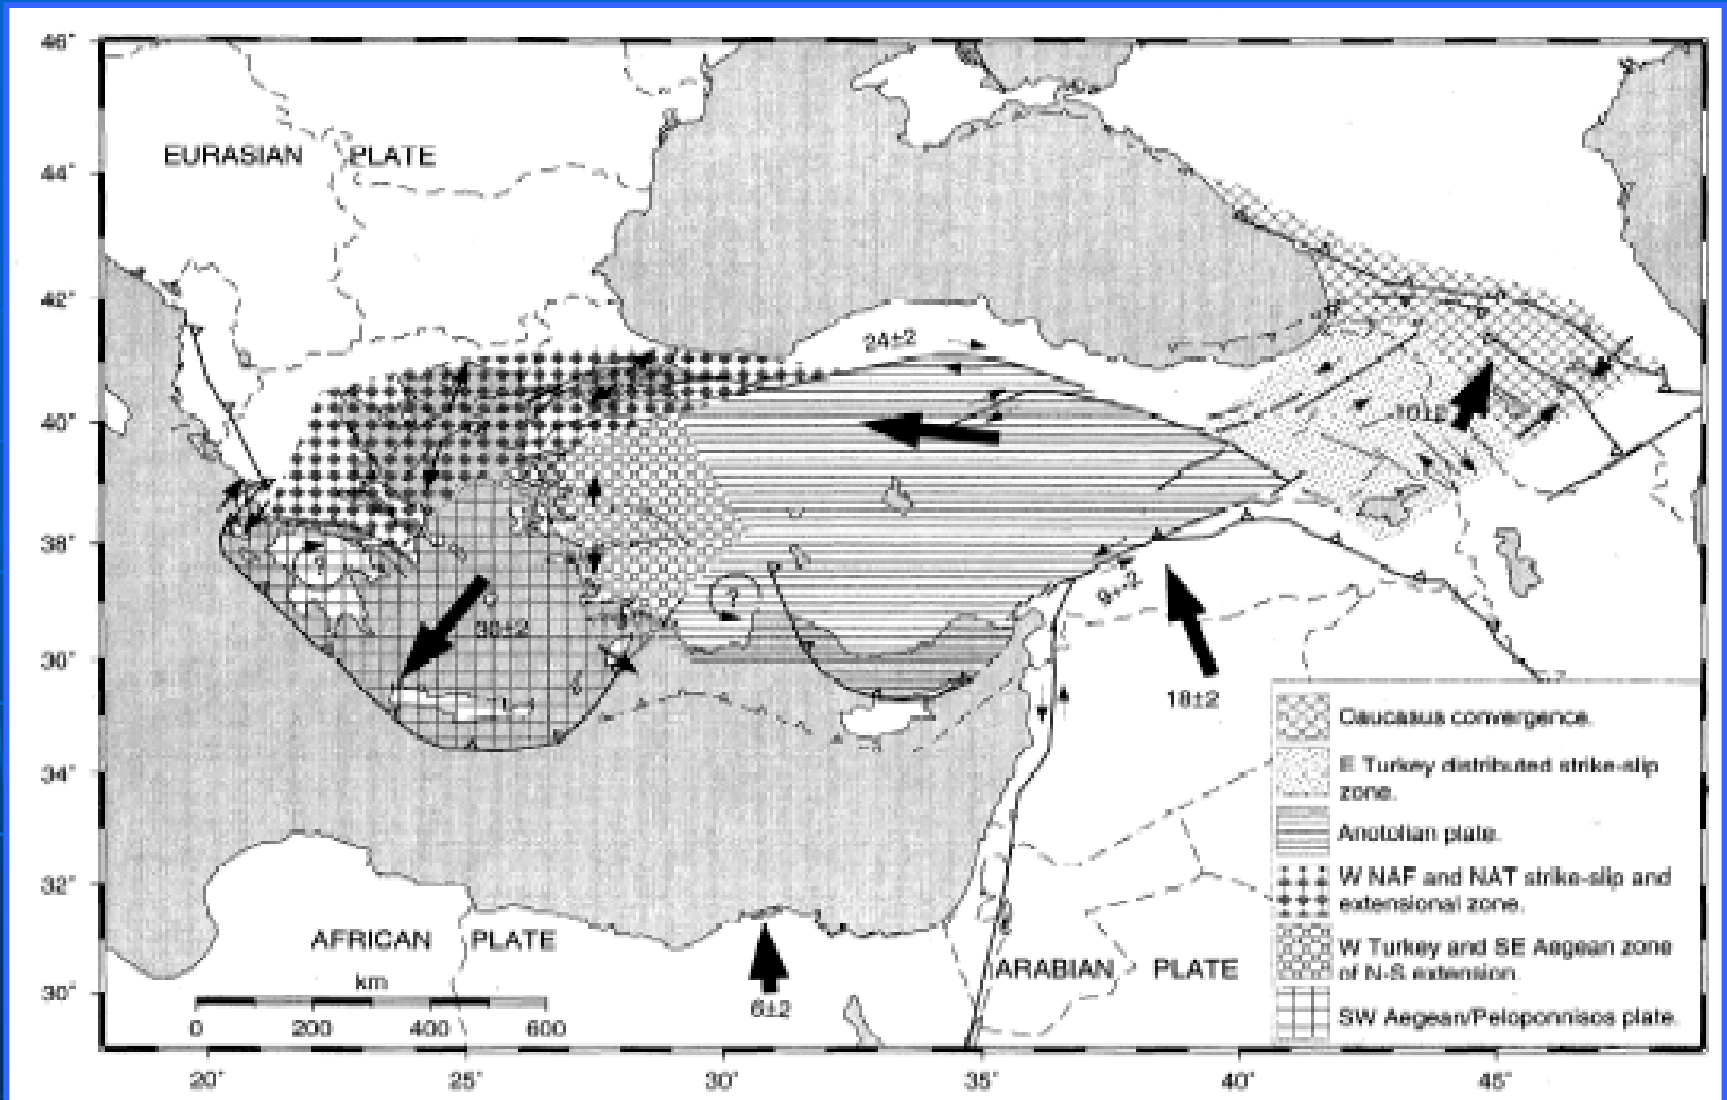 46°
EURASIAN PLATE
44°
42°
24±2
40°
10±2
38°
?
?
9±2
30±2
36°
18±2
Caucasus convergence.
E Turkey distributed strike-slip
zone.
34°
Anotolian plate.
W NAF and NAT strike-slip and
extensional zone.
32°
AFRICAN PLATE
W Turkey and SE Aegean zone
of N-S extension.
ARABIAN PLATE
km
30°
6±2
SW Aegean/Peloponnisos plate.
0 200 400 600
20° 25° 30° 35° 40° 45°